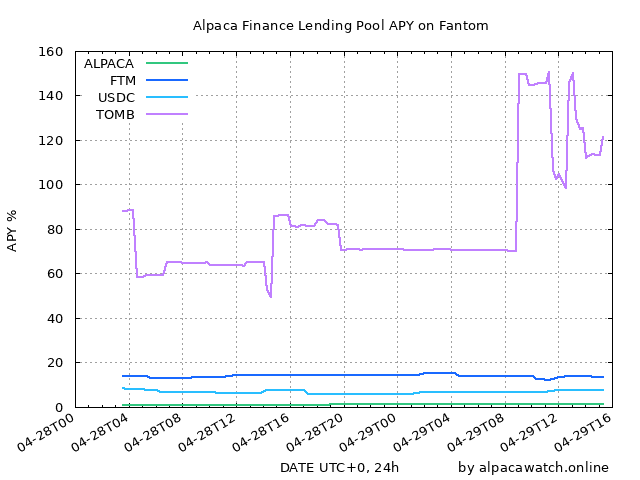 Alpaca Finance Lending Pool APY on Fantom
160
140
120
100
80
60
40
20
0
APY %
ALPACA
FTM
USDC
TOMB
04-28T00
04-28T04
04-28T08
04-28T12
04-28T16
04-28T20
04-29T00
04-29T04
04-29T08
04-29T12
04-29T16
DATE UTC+0, 24h
by alpacawatch.online